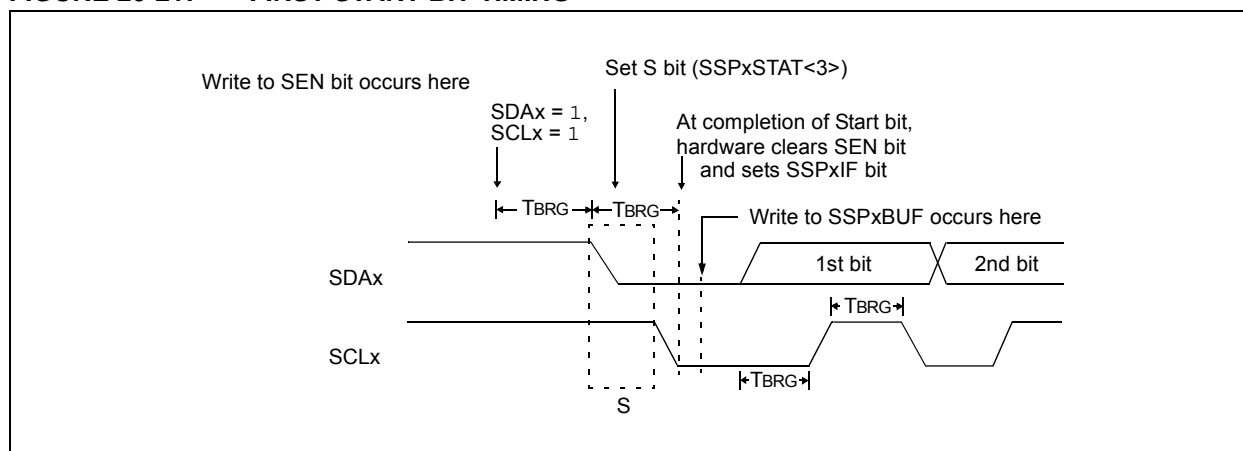 Write to SEN bit occurs here
Set S bit (SSPxSTAT<3>)
SDAx = 1,
SCLx = 1
At completion of Start bit,
hardware clears SEN bit
and sets SSPxIF bit
TBRG
TBRG
Write to SSPxBUF occurs here
SDAx
1st bit
2nd bit
TBRG
SCLx
TBRG
S